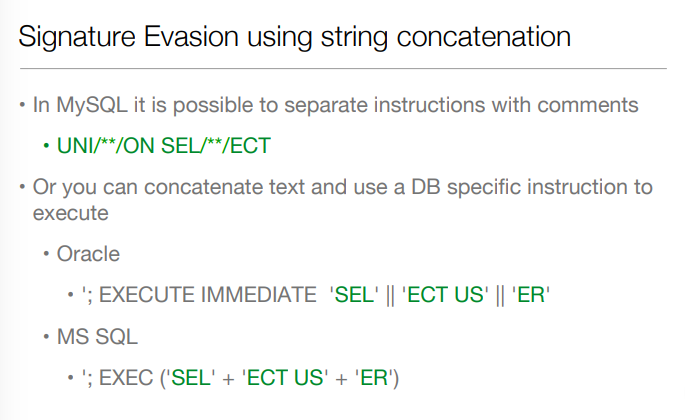 Signature Evasion using string concatenation
• In MySQL it is possible to separate instructions with comments
• UNI/**/ON SEL/**/ECT
• Or you can concatenate text and use a DB specific instruction to
execute
• Oracle
• '; EXECUTE IMMEDIATE 'SEL' || 'ECT US' || 'ER'
• MS SQL
• '; EXEC ('SEL' + 'ECT US' + 'ER')